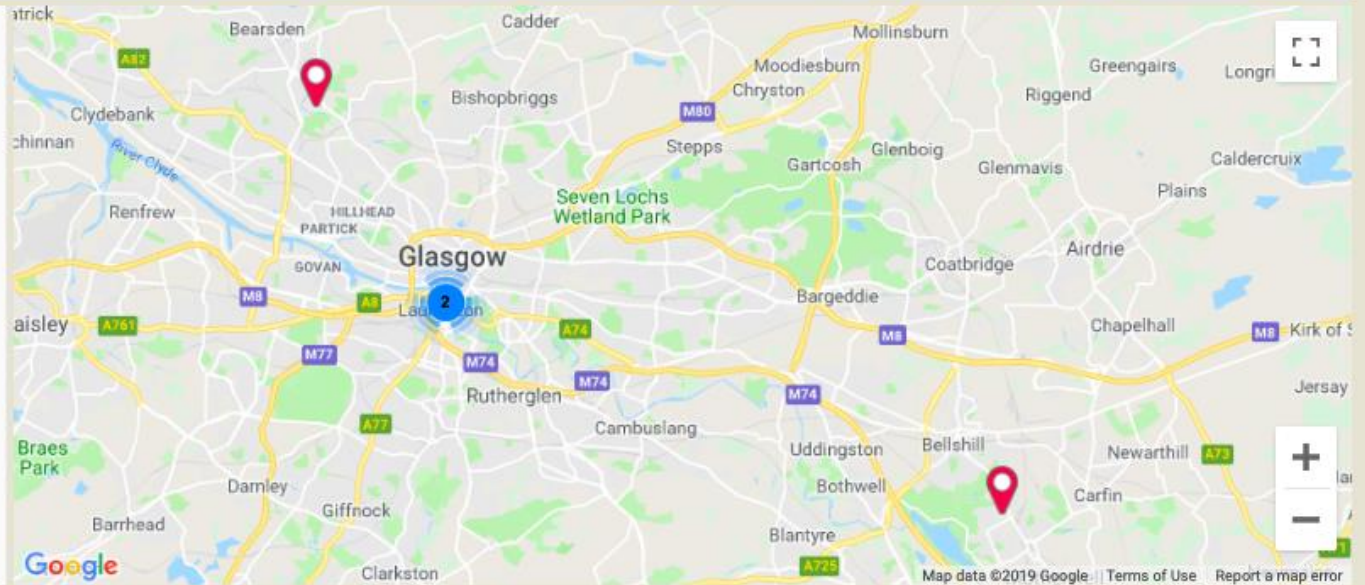 atrick
Bearsden
Cadder
Mollinsburn
A82
Moodiesburn
Greengairs
Longri
Chryston
Riggend
Bishopbriggs
Clydebank
M80
chinnan
River Clyde
Stepps
Gartcosh
Glenboig
Glenmavis
Caldercruix
Plains
Seven Lochs
Wetland Park
Renfrew
HILLHEAD
PARTICK
Glasgow
Airdrie
GOVAN
Coatbridge
M8
A8
2
Bargeddie
aisley
A761
A74
Chapelhall
M8
M8
Kirk of S
M77
M74
M74
M74
Jersay
Rutherglen
A77
Cambuslang
Braes
Park
Uddingston
Bellshill
Newarthill
A73
Darnley
Bothwell
Carfin
Giffnock
Barrhead
Blantyre
71
Google
Clarkston
A725
Map data ©2019 Google
Terms of Use
Report a map error